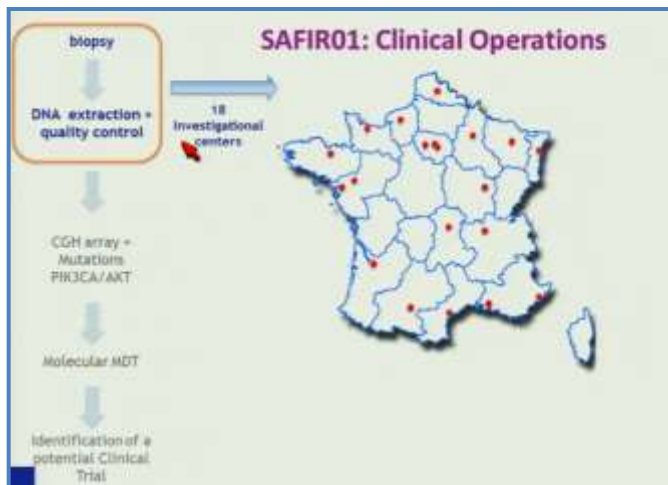 SAFIR01: Clinical Operations
biopsy
DNA extraction +
quality control
18
Investigational
centers
CGH array +
Mutations
PIK3CA/AKT
Molecular MDT
Identification of a
potential Clinical
Trial